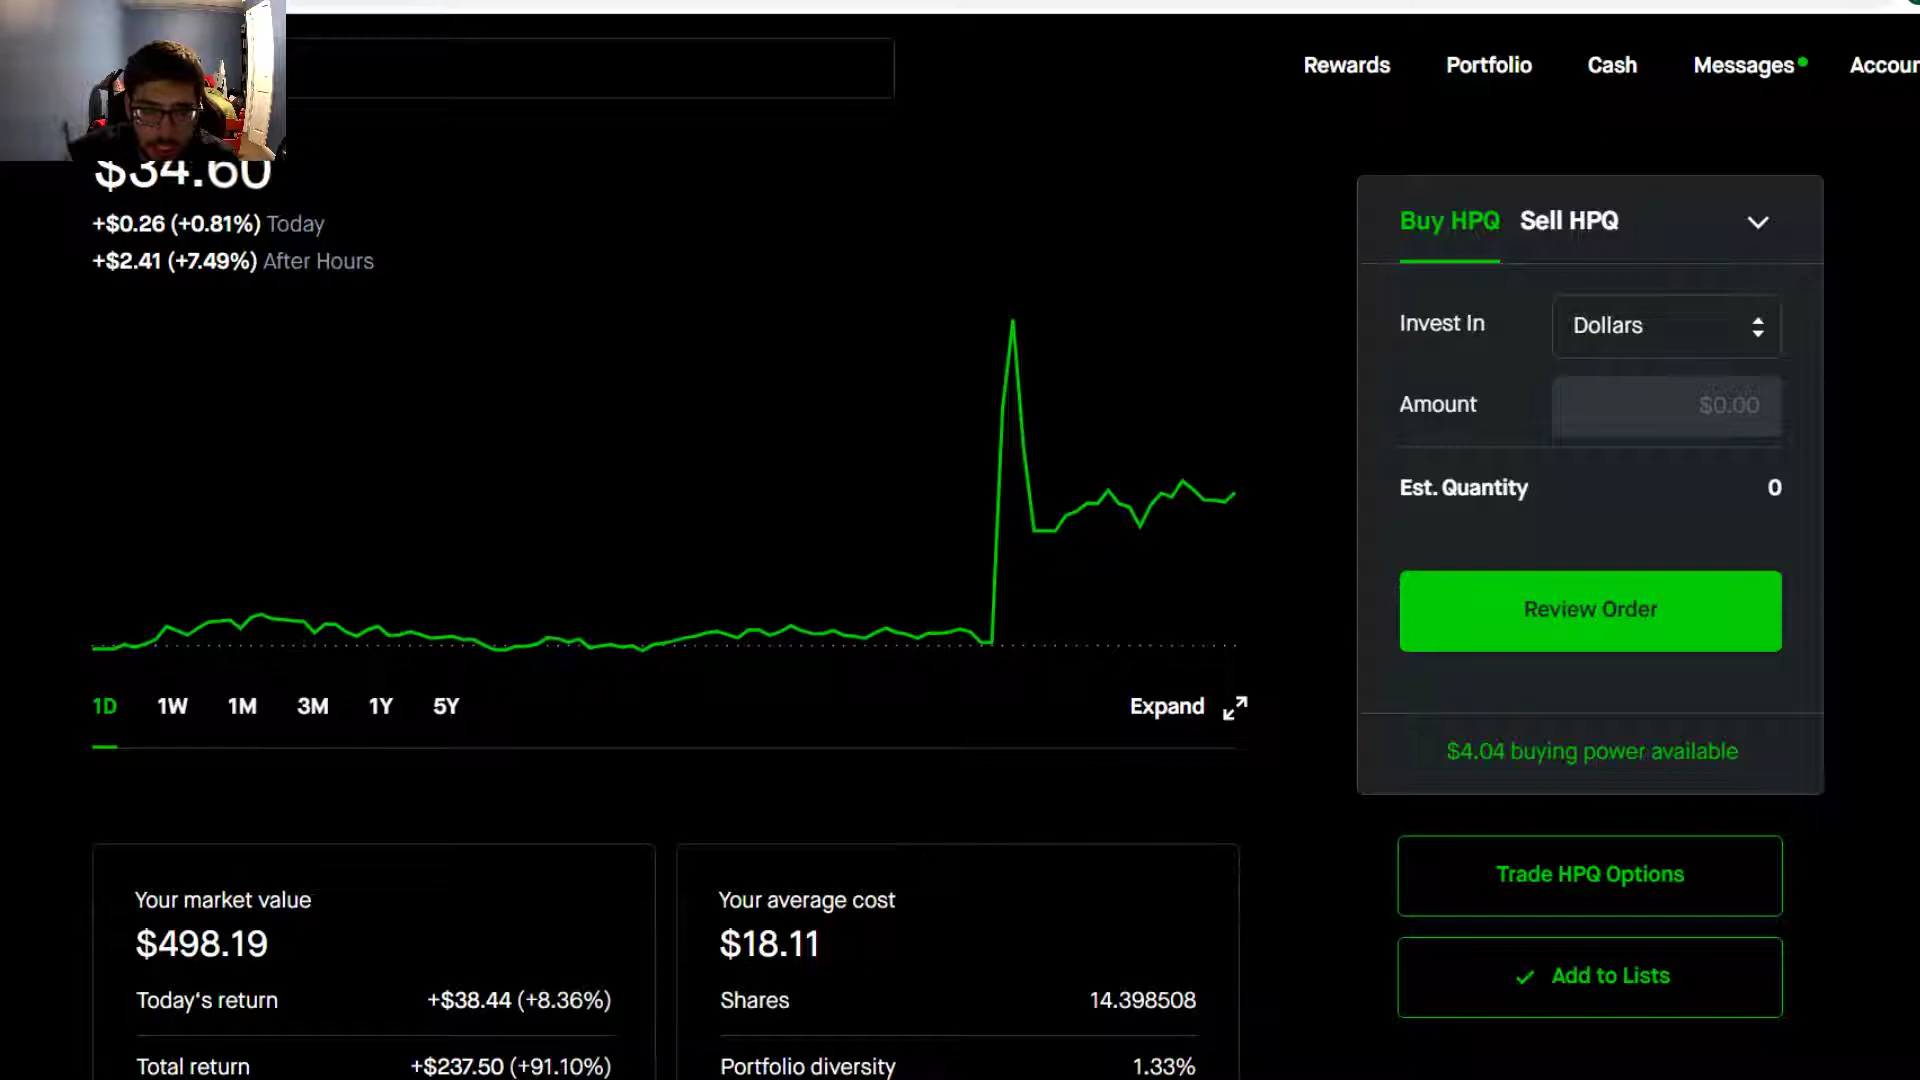 Rewards Portfolio Cash Messages Accoun
$34.60
+$0.26 (+0.81%) Today
+$2.41 (+7.49%) After Hours
Buy HPQ Sell HPQ
Invest In Dollars
Amount $0.00
Est. Quantity 0
Review Order
$4.04 buying power available
1D 1W 1M 3M 1Y 5Y Expand
Trade HPQ Options
Add to Lists
Your market value
$498.19
Today's return +$38.44 (+8.36%)
Total return +$237.50 (+91.10%)
Your average cost
$18.11
Shares 14.398508
Portfolio diversity 1.33%